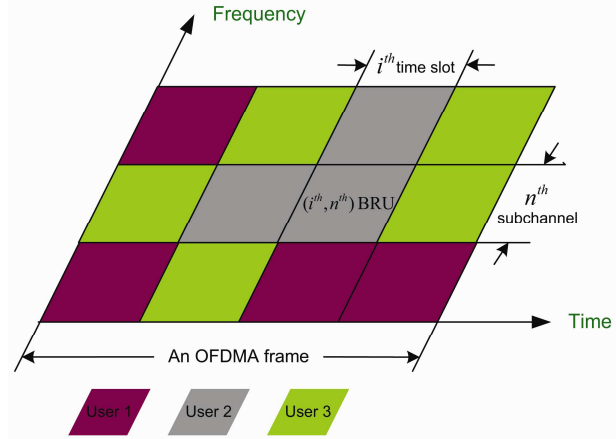 Frequency
i^th time slot
(i^th, n^th) BRU
n^th
subchannel
Time
An OFDMA frame
User 1
User 2
User 3